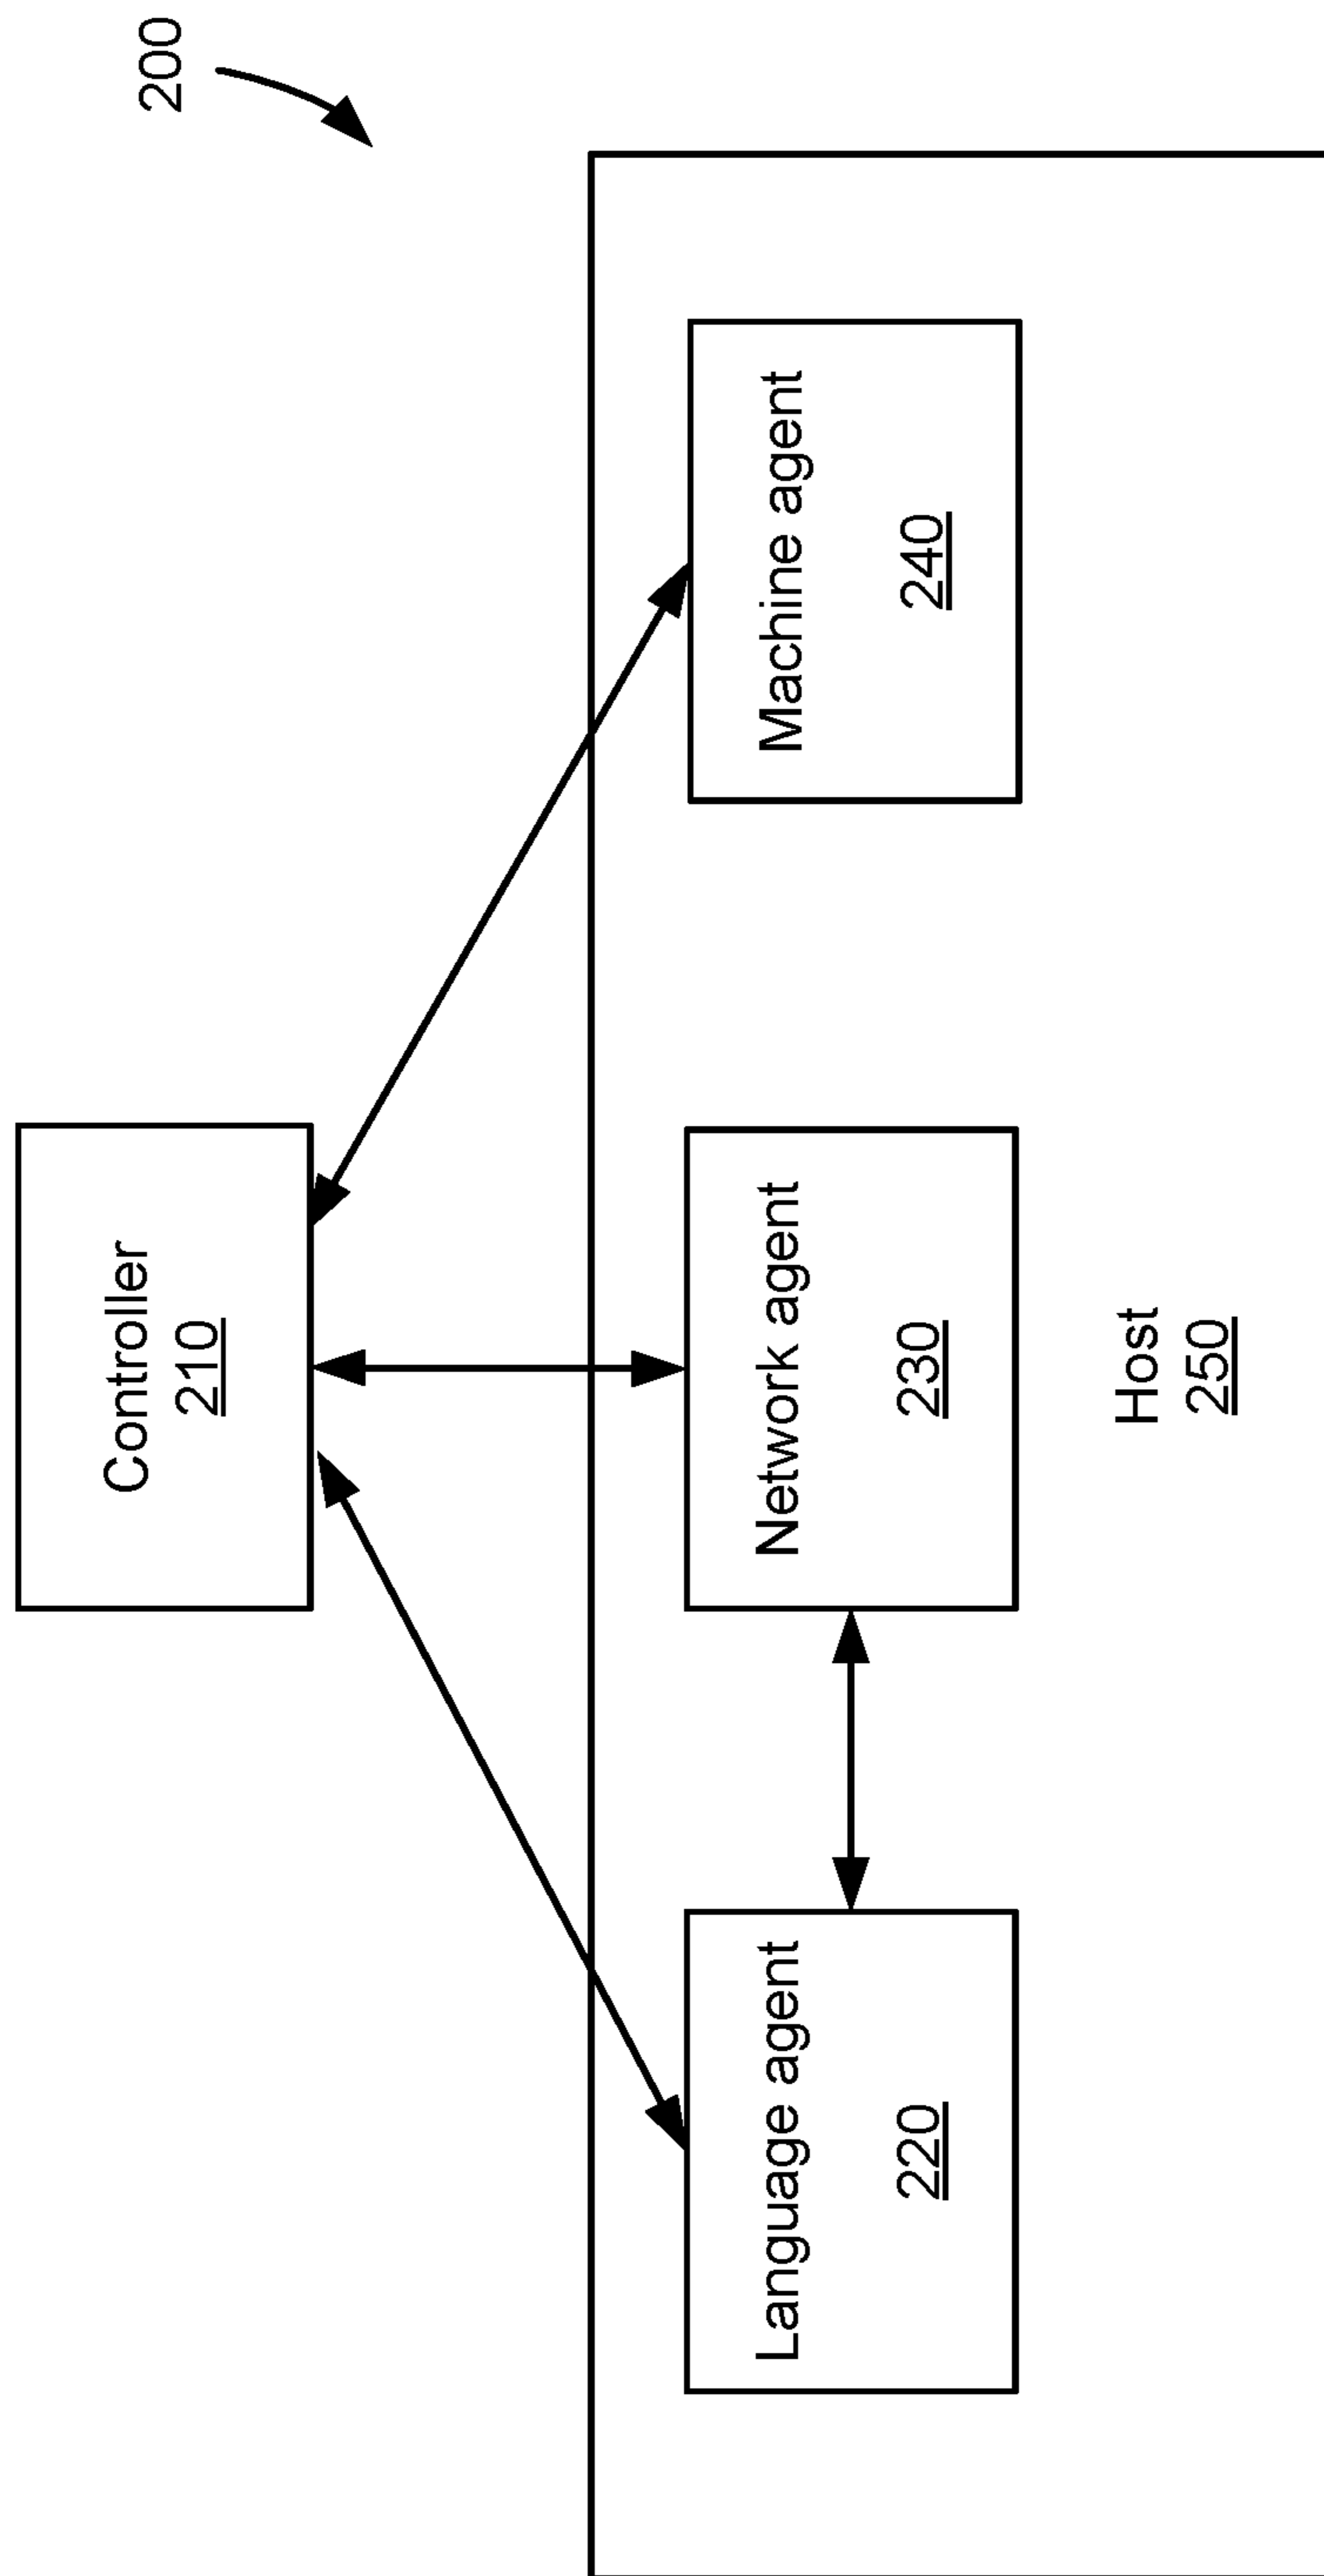 200
Controller
210
Language agent
220
Network agent
230
Machine agent
240
Host
250